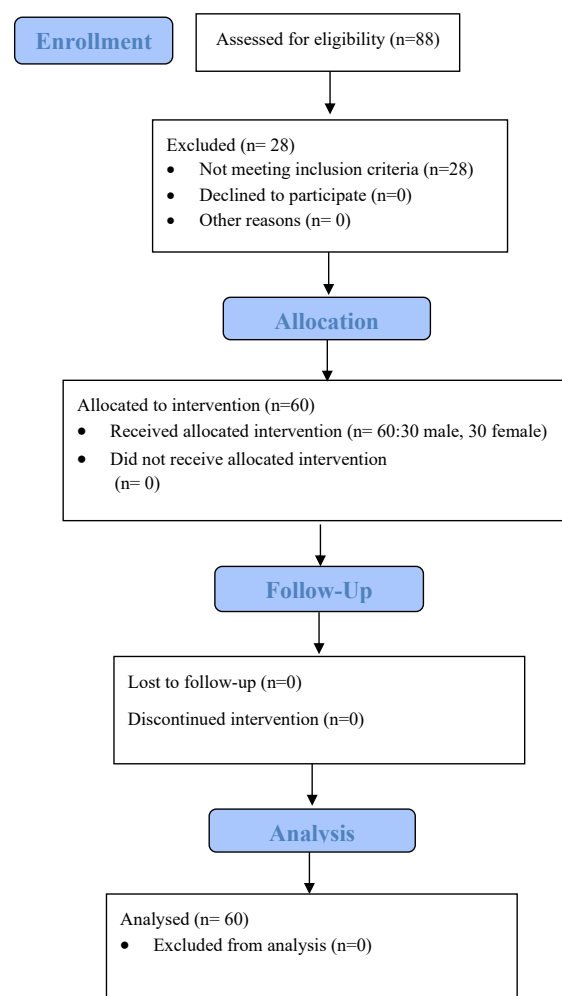 Enrollment
Assessed for eligibility (n=88)
Excluded (n= 28)
• Not meeting inclusion criteria (n=28)
• Declined to participate (n=0)
• Other reasons (n= 0)
Allocation
Allocated to intervention (n=60)
• Received allocated intervention (n= 60:30 male, 30 female)
• Did not receive allocated intervention
(n= 0)
Follow-Up
Lost to follow-up (n=0)
Discontinued intervention (n=0)
Analysis
Analysed (n= 60)
• Excluded from analysis (n=0)